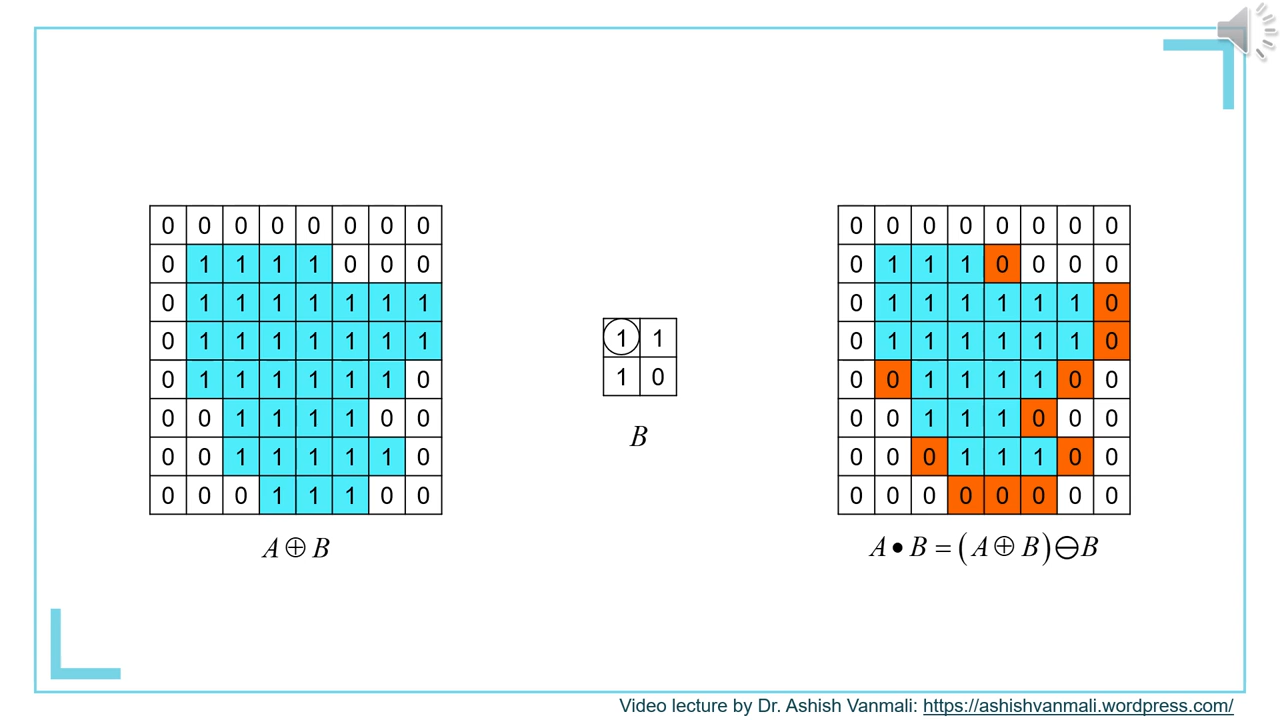 0 0 0 0 0 0 0 0
0 1 1 1 1 0 0 0
0 1 1 1 1 1 1 1
0 1 1 1 1 1 1 1
0 1 1 1 1 1 1 0
0 0 1 1 1 1 0 0
0 0 1 1 1 1 1 0
0 0 0 1 1 1 0 0
A ⊕ B
1 1
1 0
B
0 0 0 0 0 0 0 0
0 1 1 1 0 0 0 0
0 1 1 1 1 1 1 0
0 1 1 1 1 1 1 0
0 0 1 1 1 1 0 0
0 0 1 1 1 0 0 0
0 0 0 1 1 1 0 0
0 0 0 0 0 0 0 0
A • B = ( A ⊕ B ) ⊖ B
Video lecture by Dr. Ashish Vanmali: https://ashishvanmali.wordpress.com/